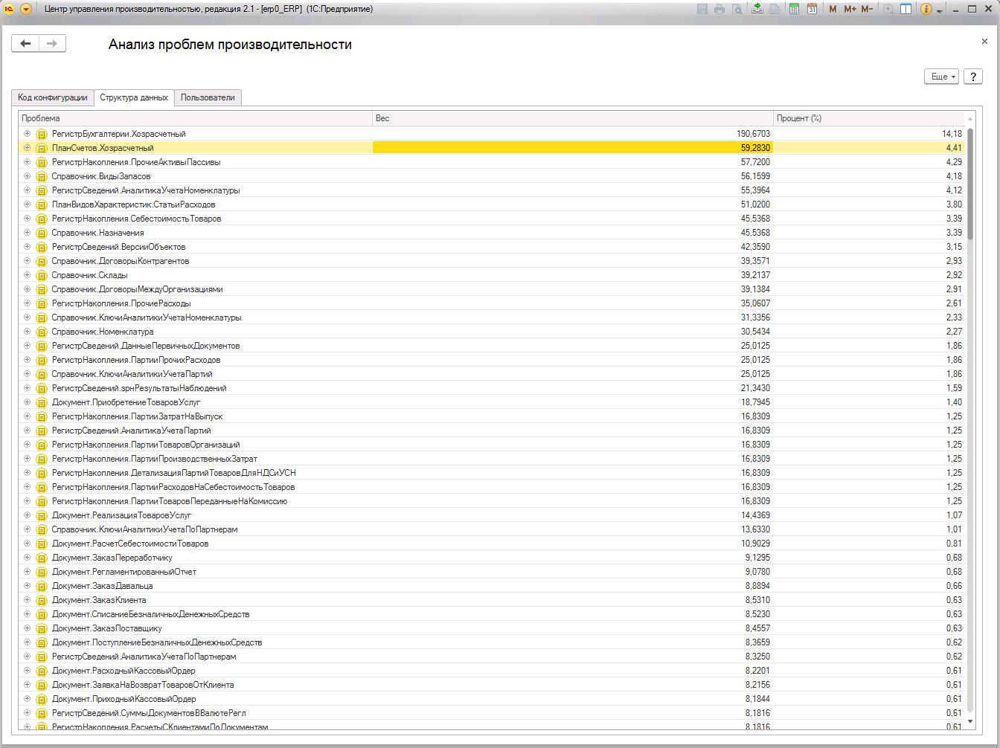 Центр управления производительностью, редакция 2.1 - [erp0_ERP] (1С:Предприятие)
M M+ M-
31
Анализ проблем производительности
Еще ?
Код конфигурации Структура данных Пользователи
Проблема Вес Процент (%)
РегистрБухгалтерии.Хозрасчетный 190,6703 14,18
ПланСчетов.Хозрасчетный 59,2830 4,41
РегистрНакопления.ПрочиеАктивыПассивы 57,7200 4,29
Справочник.ВидыЗапасов 56,1599 4,18
РегистрСведений.АналитикаУчетаНоменклатуры 55,3964 4,12
ПланВидовХарактеристик.СтатьиРасходов 51,0200 3,80
РегистрНакопления.СебестоимостьТоваров 45,5368 3,39
Справочник.Назначения 45,5368 3,39
РегистрСведений.ВерсииОбъектов 42,3590 3,15
Справочник.ДоговорыКонтрагентов 39,3571 2,93
Справочник.Склады 39,2137 2,92
Справочник.ДоговорыМеждуОрганизациями 39,1384 2,91
РегистрНакопления.ПрочиеРасходы 35,0607 2,61
Справочник.КлючиАналитикиУчетаНоменклатуры 31,3356 2,33
Справочник.Номенклатура 30,5434 2,27
РегистрСведений.ДанныеПервичныхДокументов 25,0125 1,86
РегистрНакопления.ПартииПрочихРасходов 25,0125 1,86
Справочник.КлючиАналитикиУчетаПартий 25,0125 1,86
РегистрСведений.зрнРезультатыНаблюдений 21,3430 1,59
Документ.ПриобретениеТоваровУслуг 18,7945 1,40
РегистрНакопления.ПартииЗатратНаВыпуск 16,8309 1,25
РегистрСведений.АналитикаУчетаПартий 16,8309 1,25
РегистрНакопления.ПартииТоваровОрганизаций 16,8309 1,25
РегистрНакопления.ПартииПроизводственныхЗатрат 16,8309 1,25
РегистрНакопления.ДетализацияПартийТоваровДляНДСиУСН 16,8309 1,25
РегистрНакопления.ПартииРасходовНаСебестоимостьТоваров 16,8309 1,25
РегистрНакопления.ПартииТоваровПереданныеНаКомиссию 16,8309 1,25
Документ.РеализацияТоваровУслуг 14,4369 1,07
Справочник.КлючиАналитикиУчетаПоПартнерам 13,6330 1,01
Документ.РасчетСебестоимостиТоваров 10,9029 0,81
Документ.ЗаказПереработчику 9,1295 0,68
Документ.РегламентированныйОтчет 9,0780 0,68
Документ.ЗаказДавальца 8,8894 0,66
Документ.ЗаказКлиента 8,5310 0,63
Документ.СписаниеБезналичныхДенежныхСредств 8,5230 0,63
Документ.ЗаказПоставщику 8,4557 0,63
Документ.ПоступлениеБезналичныхДенежныхСредств 8,3659 0,62
РегистрСведений.АналитикаУчетаПоПартнерам 8,3250 0,62
Документ.РасходныйКассовыйОрдер 8,2201 0,61
Документ.ЗаявкаНаВозвратТоваровОтКлиента 8,2156 0,61
Документ.ПриходныйКассовыйОрдер 8,1844 0,61
РегистрСведений.СуммыДокументовВВалютеРегл 8,1816 0,61
РегистрНакопления.РасчетыСКлиентамиПоДокументам 8,1816 0,61